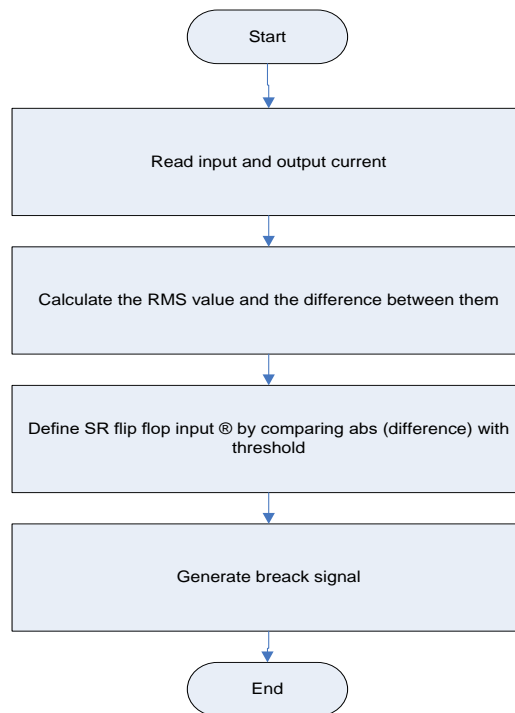 Start
Read input and output current
Calculate the RMS value and the difference between them
Define SR flip flop input ® by comparing abs (difference) with
threshold
Generate breack signal
End